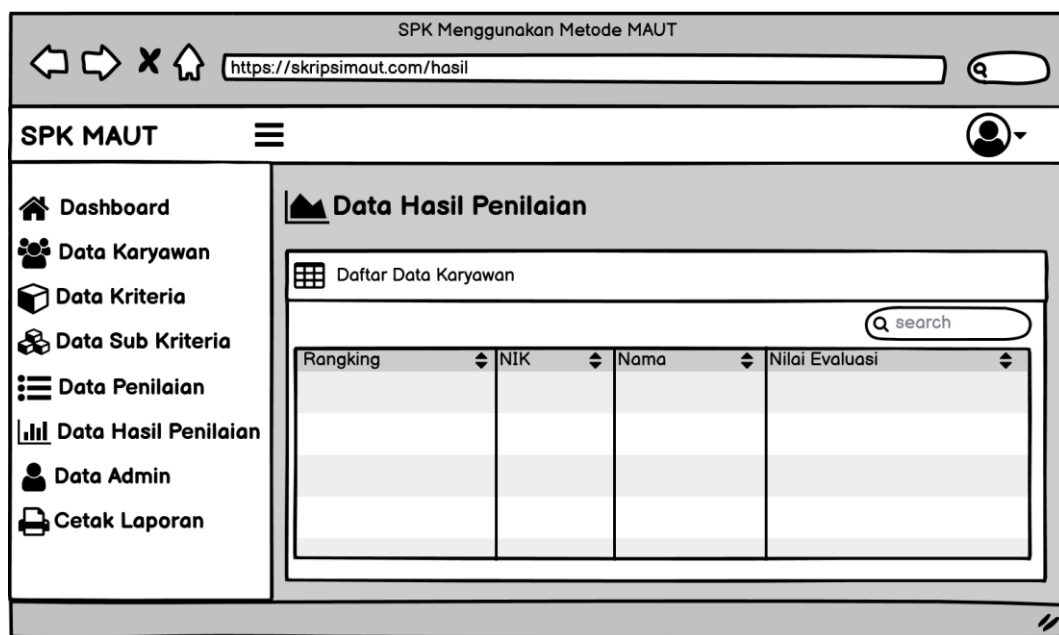 SPK Menggunakan Metode MAUT
https://skripsimaut.com/hasil
SPK MAUT
Dashboard
Data Karyawan
Data Kriteria
Data Sub Kriteria
Data Penilaian
Data Hasil Penilaian
Data Admin
Cetak Laporan
Data Hasil Penilaian
Daftar Data Karyawan
search
Rangking NIK Nama Nilai Evaluasi